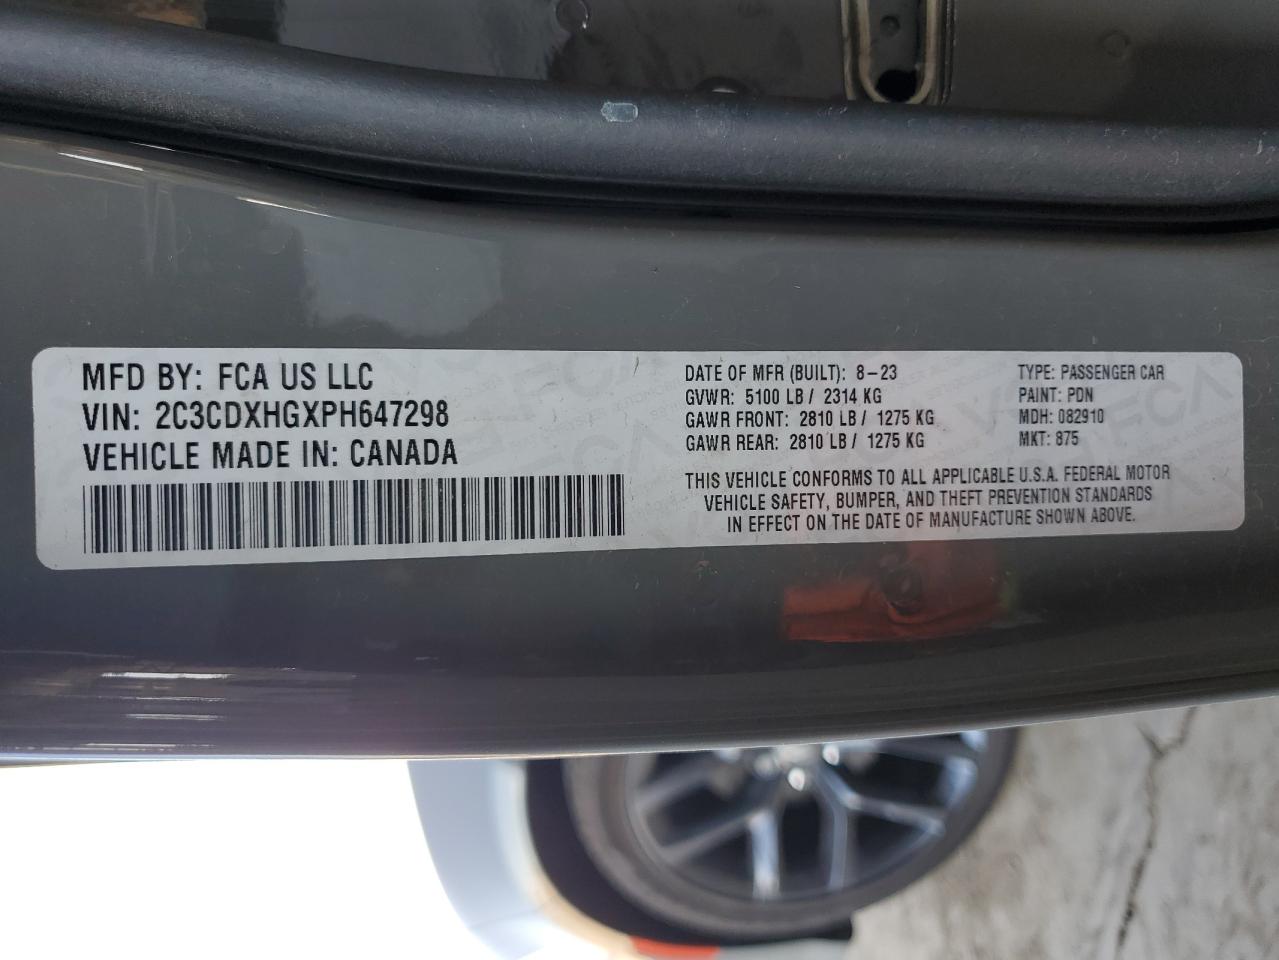 MFD BY: FCA US LLC
VIN: 2C3CDXHGXPH647298
VEHICLE MADE IN: CANADA
DATE OF MFR (BUILT): 8-23
GVWR: 5100 LB / 2314 KG
GAWR FRONT: 2810 LB / 1275 KG
GAWR REAR: 2810 LB / 1275 KG
TYPE: PASSENGER CAR
PAINT: PDN
MDH: 082910
MKT: 875
THIS VEHICLE CONFORMS TO ALL APPLICABLE U.S.A. FEDERAL MOTOR
VEHICLE SAFETY, BUMPER, AND THEFT PREVENTION STANDARDS
IN EFFECT ON THE DATE OF MANUFACTURE SHOWN ABOVE.